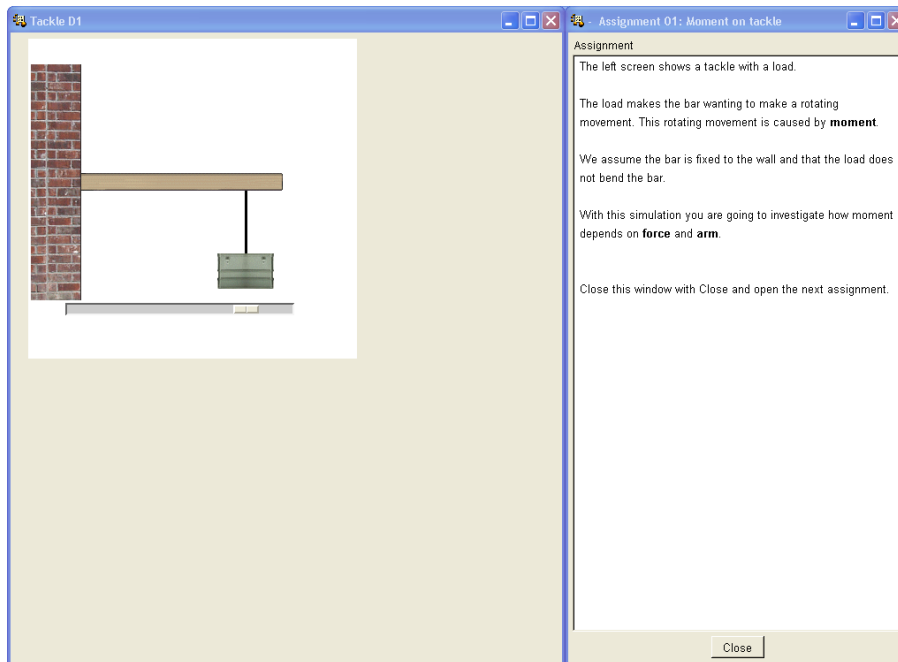 Tackle D1
- Assignment 01: Moment on tackle
Assignment
The left screen shows a tackle with a load.
The load makes the bar wanting to make a rotating
movement. This rotating movement is caused by moment.
We assume the bar is fixed to the wall and that the load does
not bend the bar.
With this simulation you are going to investigate how moment
depends on force and arm.
Close this window with Close and open the next assignment.
Close